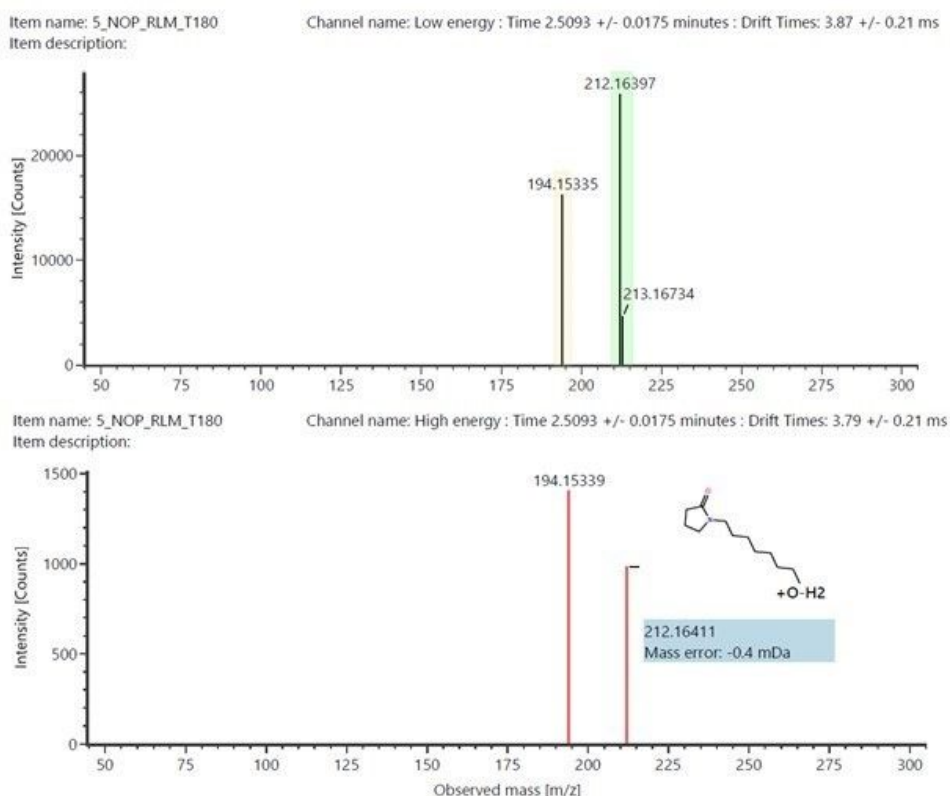 Item name: 5_NOP_RLM_T180 Channel name: Low energy : Time 2.5093 +/- 0.0175 minutes : Drift Times: 3.87 +/- 0.21 ms
Item description:
212.16397
194.15335
213.16734
20000
10000
0
Intensity [Counts]
50 75 100 125 150 175 200 225 250 275 300
Item name: 5_NOP_RLM_T180 Channel name: High energy : Time 2.5093 +/- 0.0175 minutes : Drift Times: 3.79 +/- 0.21 ms
Item description:
1500
194.15339
1000
+O-H2
212.16411
Mass error: -0.4 mDa
500
0
Intensity [Counts]
50 75 100 125 150 175 200 225 250 275 300
Observed mass [m/z]